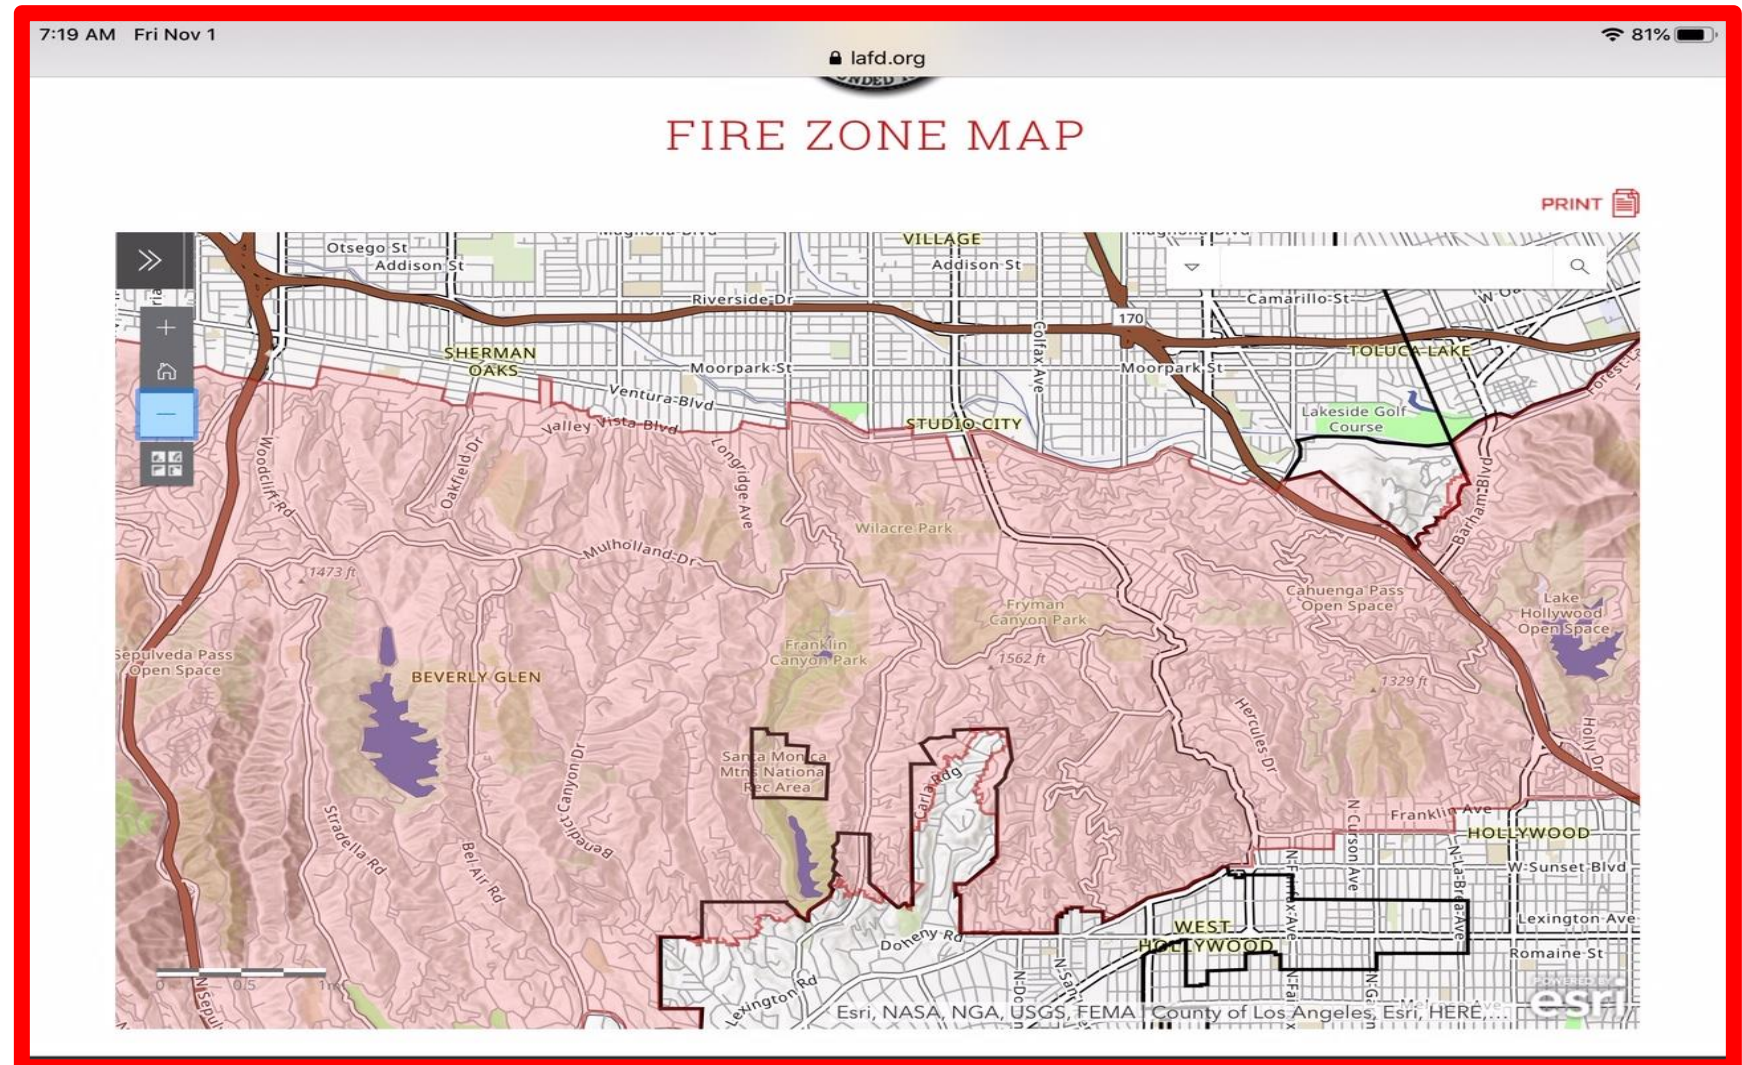 7:19 AM Fri Nov 1
81%
lafd.org
FIRE ZONE MAP
PRINT
Otsego St
VILLAGE
Addison St
Addison St
Riverside Dr
Camarillo St
170
Colfax Ave
SHERMAN
OAKS
TOLUCA LAKE
Moorpark St
Moorpark St
Ventura Blvd
Lakeside Golf
Course
Valley Vista Blvd
STUDIO CITY
Woodcliff Rd
Oakfield Dr
Longridge Ave
Barham Blvd
Wilacre Park
Mulholland Dr
1473 ft
Cahuenga Pass
Open Space
Lake
Hollywood
Open Space
Fryman
Canyon Park
Sepulveda Pass
Open Space
Franklin
Canyon Park
1562 ft
BEVERLY GLEN
1329 ft
Hercules Dr
Holly Dr
Santa Monica
Mtns National
Rec Area
Carla Rdg
Benedict Canyon Dr
Stradella Rd
Bel Air Rd
Franklin Ave
N Curson Ave
HOLLYWOOD
N Fairfax Ave
N La Brea Ave
W Sunset Blvd
WEST
HOLLYWOOD
Lexington Ave
Doheny Rd
Romaine St
0 0.5 1mi
Lexington Rd
POWERED BY
esri
Esri, NASA, NGA, USGS, FEMA | County of Los Angeles, Esri, HERE,...